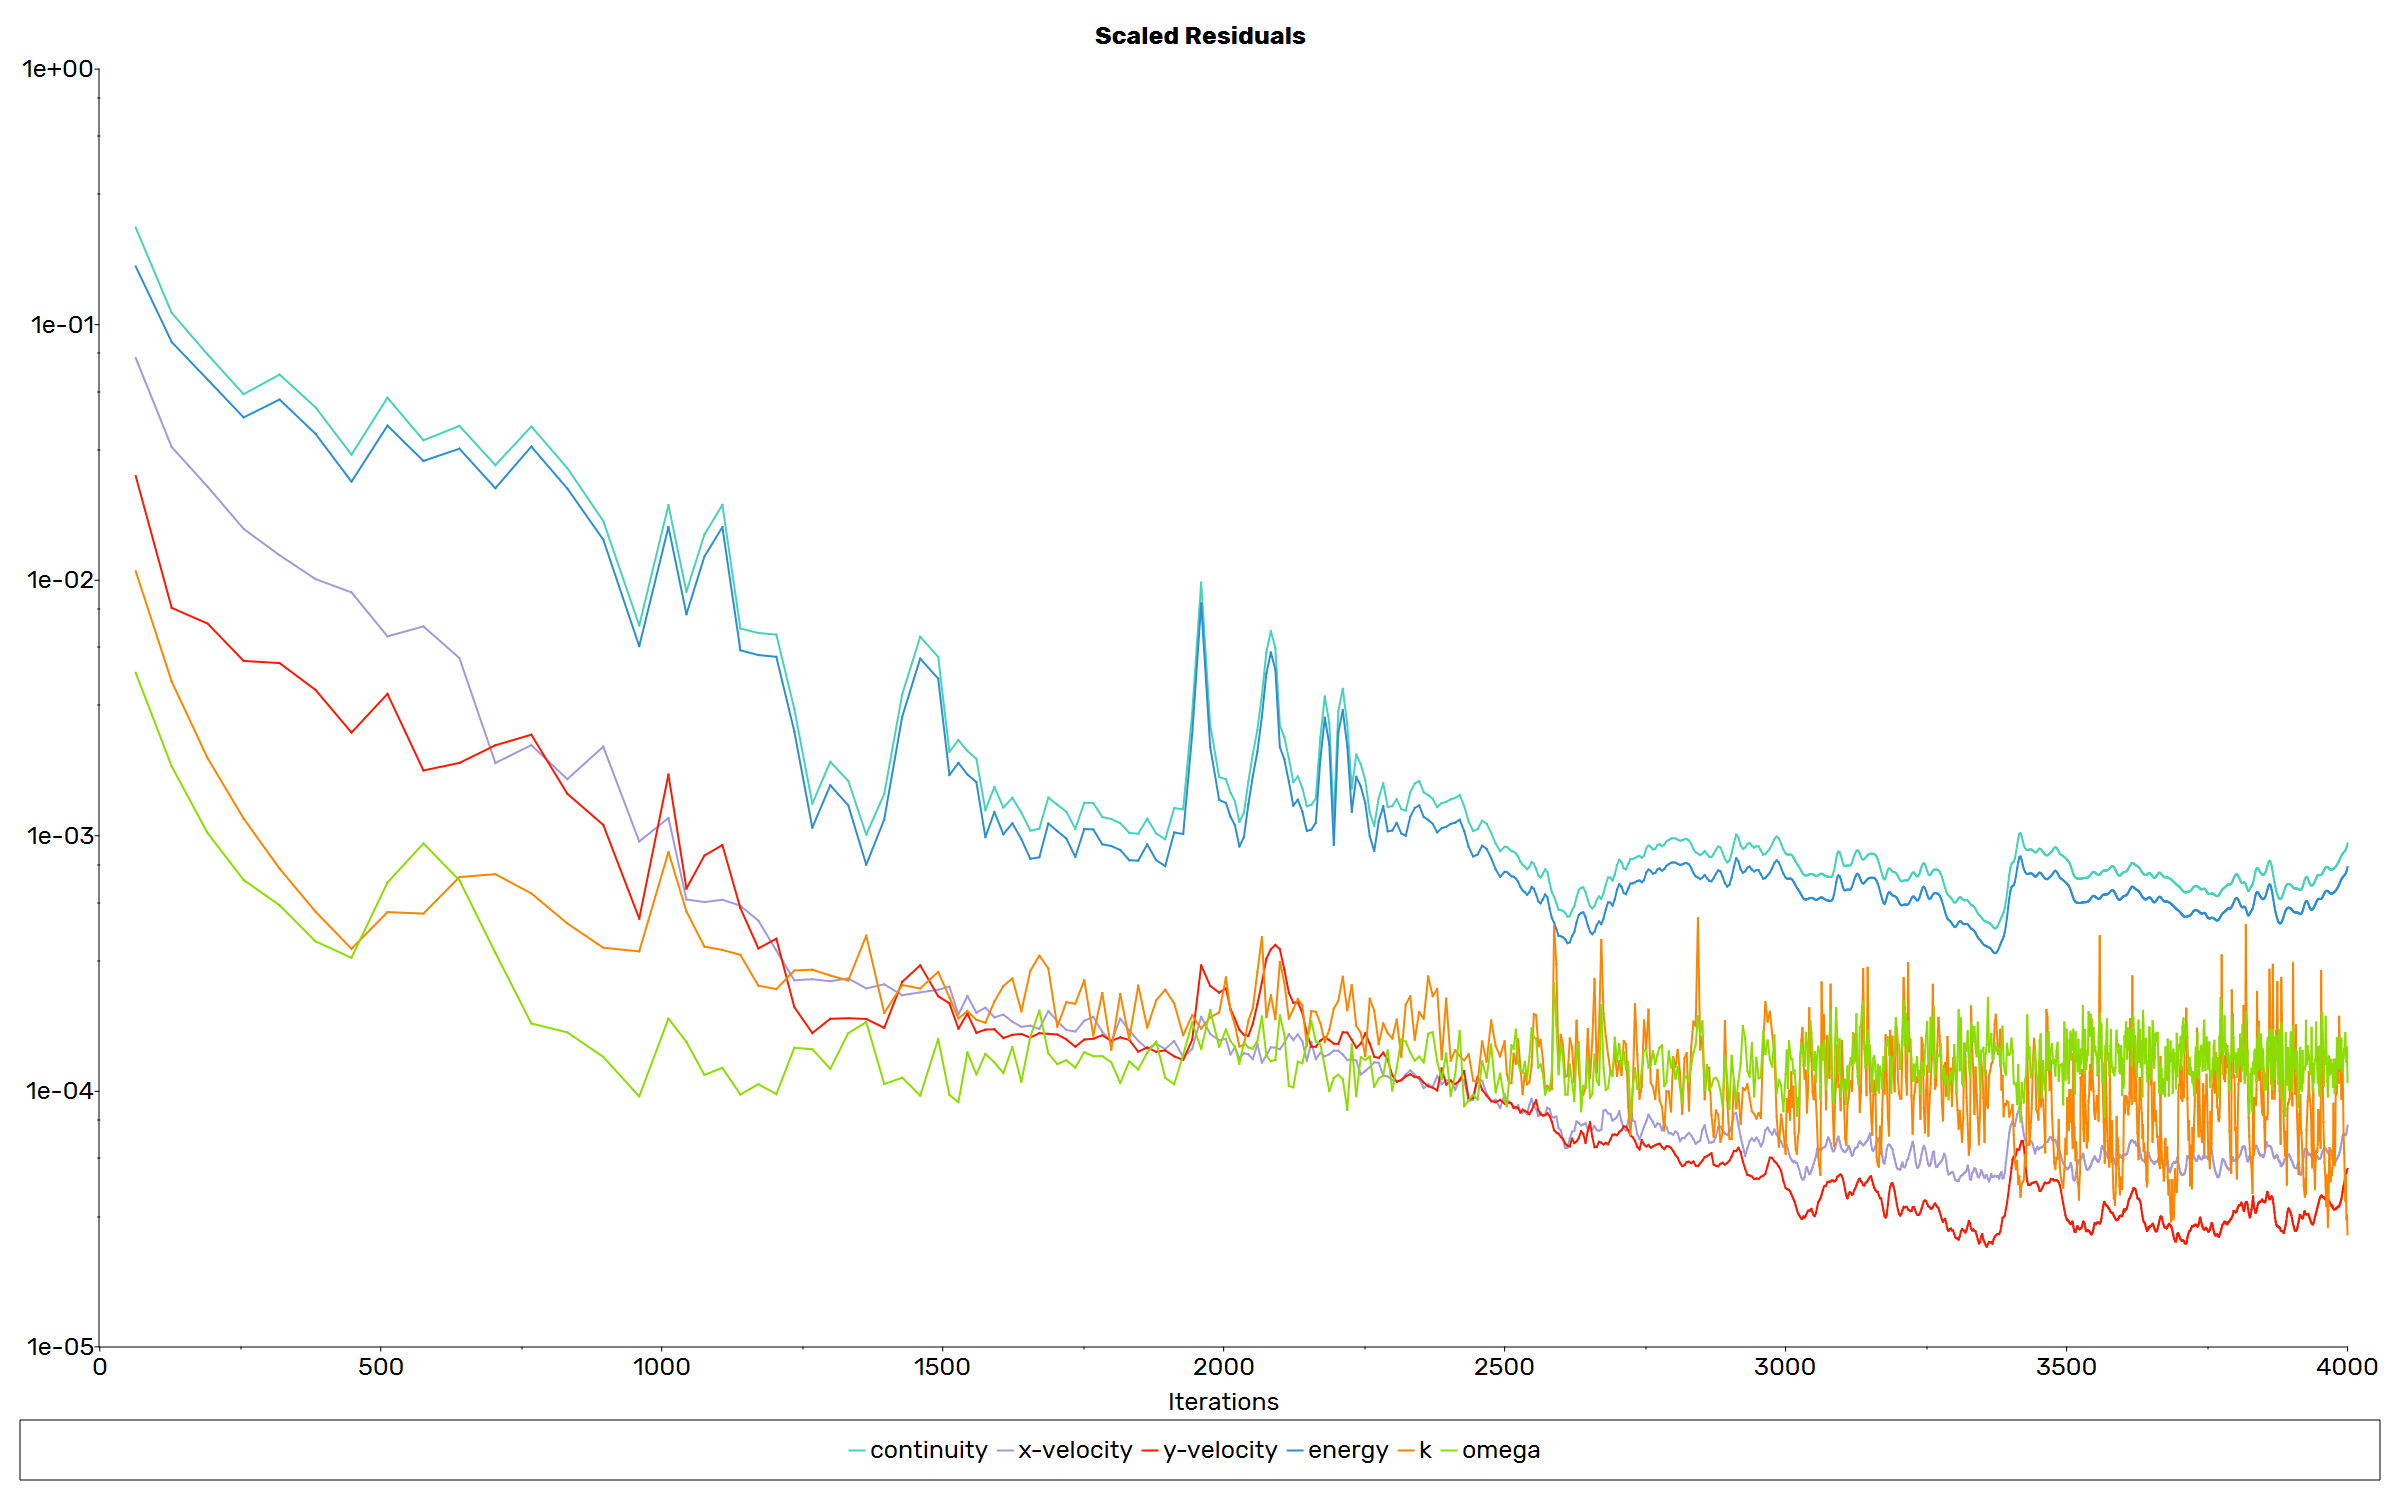 Scaled Residuals
1e+00
1e-01
1e-02
1e-03
1e-04
1e-05
0 500 1000 1500 2000 2500 3000 3500 4000
Iterations
continuity x-velocity y-velocity energy k omega